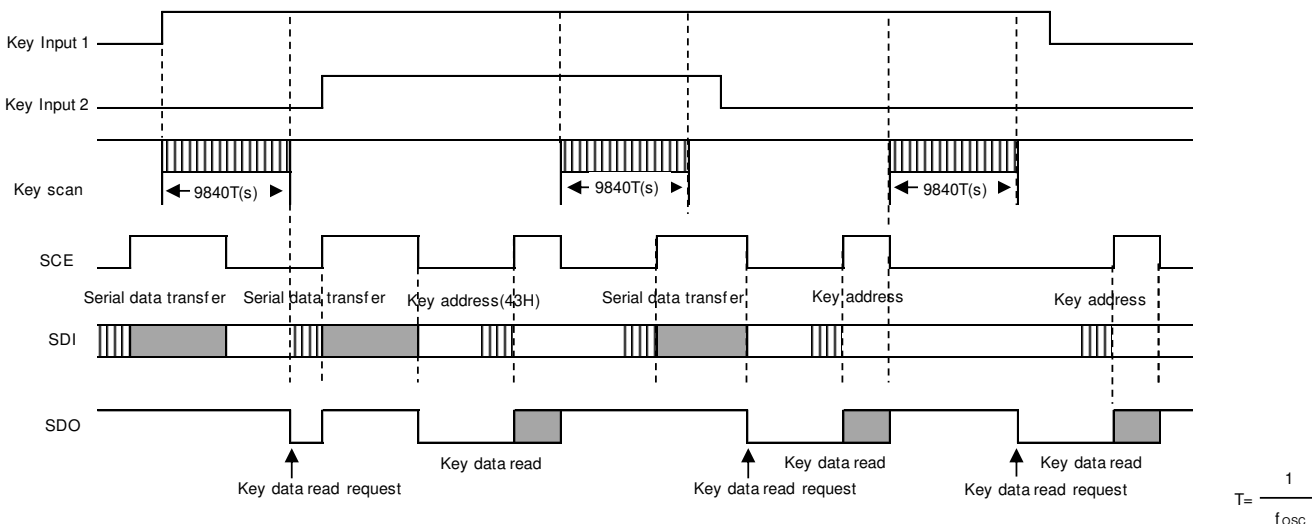 Key Input 1
Key Input 2
Key scan
9840T(s) 9840T(s) 9840T(s)
SCE
Serial data transfer Serial data transfer Key address(43H) Serial data transfer Key address Key address
SDI
SDO
Key data read Key data read Key data read
Key data read request Key data read request Key data read request
T= 1
fosc